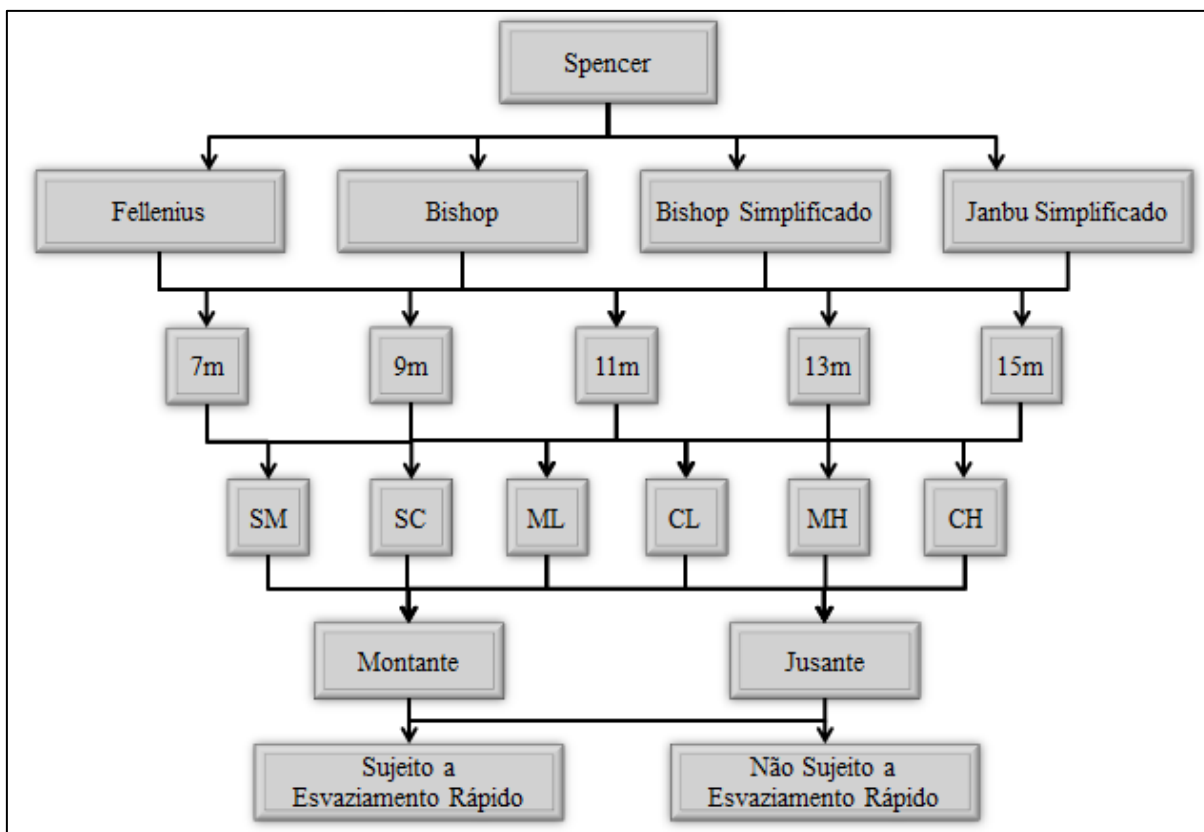 Spencer
Fellenius
Bishop
Bishop Simplificado
Janbu Simplificado
7m
9m
11m
13m
15m
SM
SC
ML
CL
MH
CH
Montante
Jusante
Sujeito a
Esvaziamento Rápido
Não Sujeito a
Esvaziamento Rápido